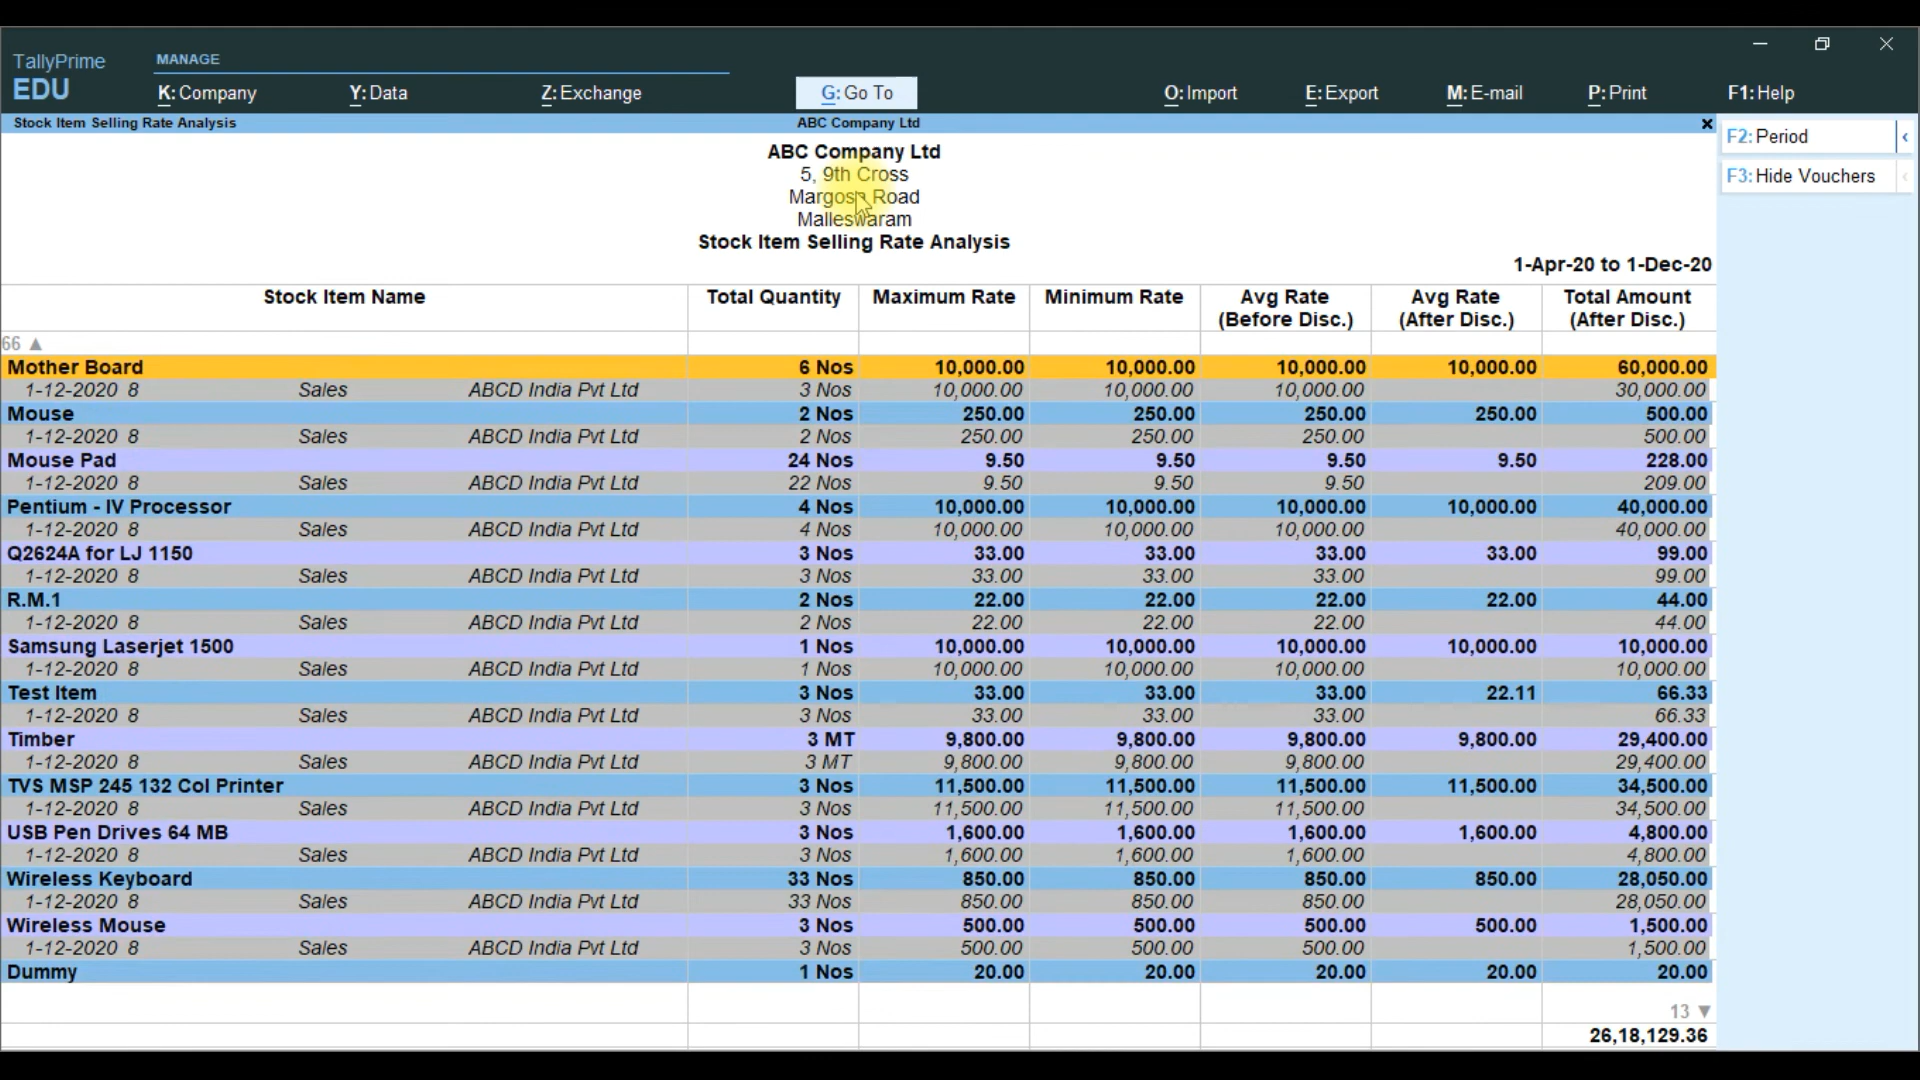 TallyPrime
EDU
MANAGE
K: Company
Y: Data
Z: Exchange
G: Go To
O: Import
E: Export
M: E-mail
P: Print
F1: Help
Stock Item Selling Rate Analysis
ABC Company Ltd
F2: Period
F3: Hide Vouchers
ABC Company Ltd
5, 9th Cross
Margosa Road
Malleswaram
Stock Item Selling Rate Analysis
1-Apr-20 to 1-Dec-20
Stock Item Name Total Quantity Maximum Rate Minimum Rate Avg Rate Avg Rate Total Amount
(Before Disc.) (After Disc.) (After Disc.)
66 ▲
Mother Board 6 Nos 10,000.00 10,000.00 10,000.00 10,000.00 60,000.00
1-12-2020 8 Sales ABCD India Pvt Ltd 3 Nos 10,000.00 10,000.00 10,000.00 30,000.00
Mouse 2 Nos 250.00 250.00 250.00 250.00 500.00
1-12-2020 8 Sales ABCD India Pvt Ltd 2 Nos 250.00 250.00 250.00 500.00
Mouse Pad 24 Nos 9.50 9.50 9.50 9.50 228.00
1-12-2020 8 Sales ABCD India Pvt Ltd 22 Nos 9.50 9.50 9.50 209.00
Pentium - IV Processor 4 Nos 10,000.00 10,000.00 10,000.00 10,000.00 40,000.00
1-12-2020 8 Sales ABCD India Pvt Ltd 4 Nos 10,000.00 10,000.00 10,000.00 40,000.00
Q2624A for LJ 1150 3 Nos 33.00 33.00 33.00 33.00 99.00
1-12-2020 8 Sales ABCD India Pvt Ltd 3 Nos 33.00 33.00 33.00 99.00
R.M.1 2 Nos 22.00 22.00 22.00 22.00 44.00
1-12-2020 8 Sales ABCD India Pvt Ltd 2 Nos 22.00 22.00 22.00 44.00
Samsung Laserjet 1500 1 Nos 10,000.00 10,000.00 10,000.00 10,000.00 10,000.00
1-12-2020 8 Sales ABCD India Pvt Ltd 1 Nos 10,000.00 10,000.00 10,000.00 10,000.00
Test Item 3 Nos 33.00 33.00 33.00 22.11 66.33
1-12-2020 8 Sales ABCD India Pvt Ltd 3 Nos 33.00 33.00 33.00 66.33
Timber 3 MT 9,800.00 9,800.00 9,800.00 9,800.00 29,400.00
1-12-2020 8 Sales ABCD India Pvt Ltd 3 MT 9,800.00 9,800.00 9,800.00 29,400.00
TVS MSP 245 132 Col Printer 3 Nos 11,500.00 11,500.00 11,500.00 11,500.00 34,500.00
1-12-2020 8 Sales ABCD India Pvt Ltd 3 Nos 11,500.00 11,500.00 11,500.00 34,500.00
USB Pen Drives 64 MB 3 Nos 1,600.00 1,600.00 1,600.00 1,600.00 4,800.00
1-12-2020 8 Sales ABCD India Pvt Ltd 3 Nos 1,600.00 1,600.00 1,600.00 4,800.00
Wireless Keyboard 33 Nos 850.00 850.00 850.00 850.00 28,050.00
1-12-2020 8 Sales ABCD India Pvt Ltd 33 Nos 850.00 850.00 850.00 28,050.00
Wireless Mouse 3 Nos 500.00 500.00 500.00 500.00 1,500.00
1-12-2020 8 Sales ABCD India Pvt Ltd 3 Nos 500.00 500.00 500.00 1,500.00
Dummy 1 Nos 20.00 20.00 20.00 20.00 20.00
13 ▼
26,18,129.36